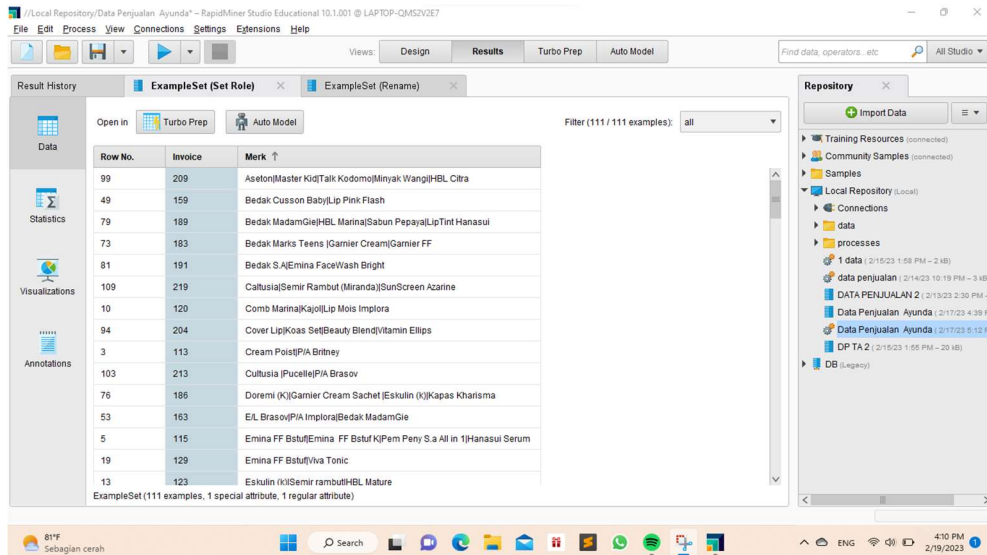 //Local Repository/Data Penjualan Ayunda* – RapidMiner Studio Educational 10.1.001 @ LAPTOP-QMS2V2E7
File Edit Process View Connections Settings Extensions Help
Views: Design Results Turbo Prep Auto Model Find data, operators...etc All Studio
Result History ExampleSet (Set Role) ExampleSet (Rename) Repository
Open in Turbo Prep Auto Model Filter (111 / 111 examples): all
Import Data
Data
Statistics
Visualizations
Annotations
Row No. Invoice Merk
99 209 Aseton|Master Kid|Talk Kodomo|Minyak Wangi|HBL Citra
49 159 Bedak Cusson Baby|Lip Pink Flash
79 189 Bedak MadamGie|HBL Marina|Sabun Pepaya|LipTint Hanasui
73 183 Bedak Marks Teens |Garnier Cream|Garnier FF
81 191 Bedak S.A|Emina FaceWash Bright
109 219 Caltusia|Semir Rambut (Miranda)|SunScreen Azarine
10 120 Comb Marina|Kajol|Lip Mois Implora
94 204 Cover Lip|Koas Set|Beauty Blend|Vitamin Ellips
3 113 Cream Poist|P/A Britney
103 213 Cultusia |Pucelle|P/A Brasov
76 186 Doremi (K)|Garnier Cream Sachet |Eskulin (k)|Kapas Kharisma
53 163 E/L Brasov|P/A Implora|Bedak MadamGie
5 115 Emina FF Bstuf|Emina FF Bstuf K|Pem Peny S.a All in 1|Hanasui Serum
19 129 Emina FF Bstuf|Viva Tonic
13 123 Eskulin (k)|Semir rambut|HBL Mature
ExampleSet (111 examples, 1 special attribute, 1 regular attribute)
Training Resources (connected)
Community Samples (connected)
Samples
Local Repository (Local)
Connections
data
processes
1 data ( 2/15/23 1:58 PM – 2 kB)
data penjualan ( 2/14/23 10:19 PM – 3 kB
DATA PENJUALAN 2 ( 2/13/23 2:30 PM -
Data Penjualan Ayunda ( 2/17/23 4:39
Data Penjualan Ayunda ( 2/17/23 5:12
DP TA 2 ( 2/15/23 1:55 PM – 20 kB)
DB (Legacy)
81°F
Sebagian cerah
Search
ENG
4:10 PM
2/19/2023
1